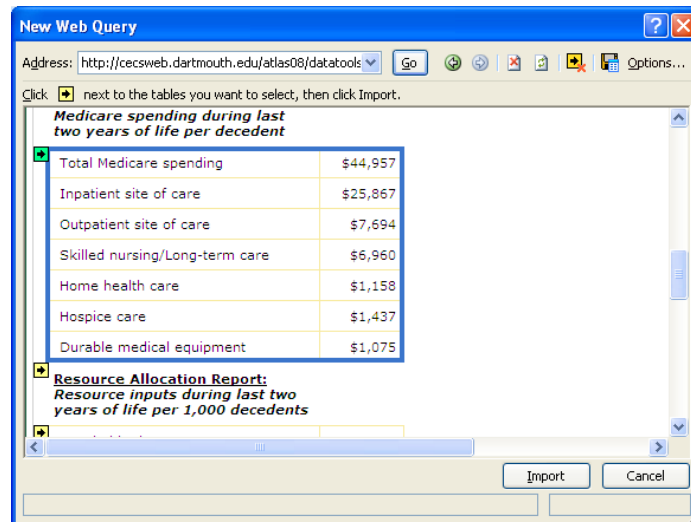 New Web Query
Address: http://cecsweb.dartmouth.edu/atlas08/datatools Go Options...
Click next to the tables you want to select, then click Import.
Medicare spending during last
two years of life per decedent
Total Medicare spending $44,957
Inpatient site of care $25,867
Outpatient site of care $7,694
Skilled nursing/Long-term care $6,960
Home health care $1,158
Hospice care $1,437
Durable medical equipment $1,075
Resource Allocation Report:
Resource inputs during last two
years of life per 1,000 decedents
Import Cancel